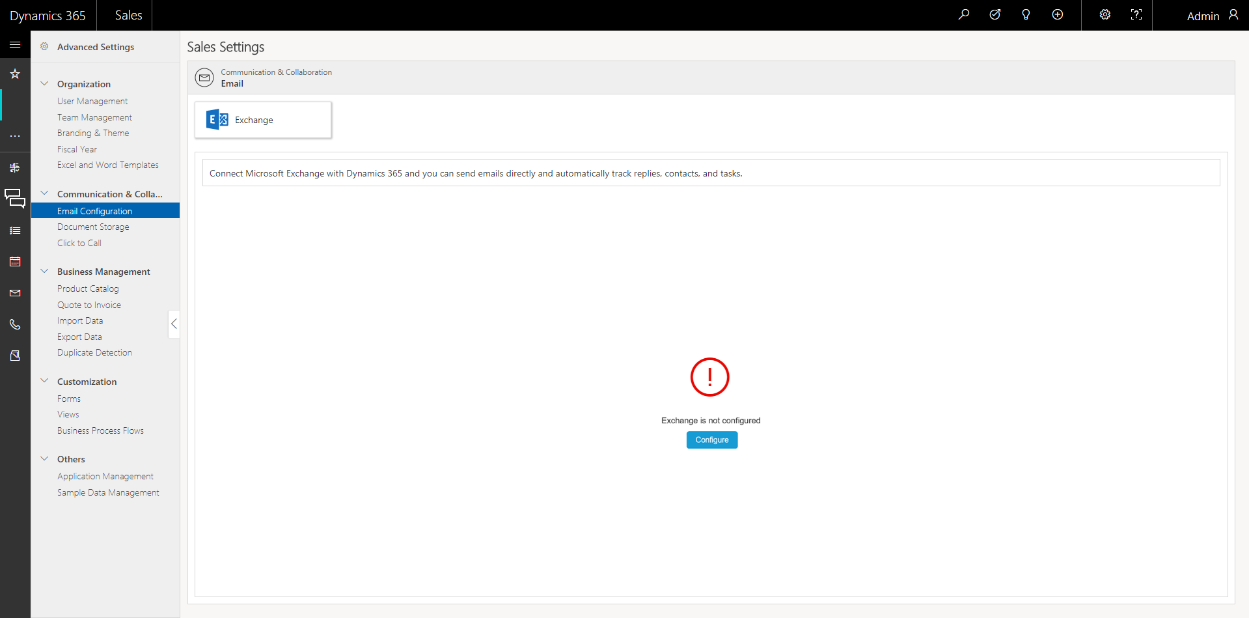 Dynamics 365
Sales
Admin
Advanced Settings
Organization
User Management
Team Management
Branding & Theme
Fiscal Year
Excel and Word Templates
Communication & Colla...
Email Configuration
Document Storage
Click to Call
Business Management
Product Catalog
Quote to Invoice
Import Data
Export Data
Duplicate Detection
Customization
Forms
Views
Business Process Flows
Others
Application Management
Sample Data Management
Sales Settings
Communication & Collaboration
Email
Exchange
Connect Microsoft Exchange with Dynamics 365 and you can send emails directly and automatically track replies, contacts, and tasks.
Exchange is not configured
Configure